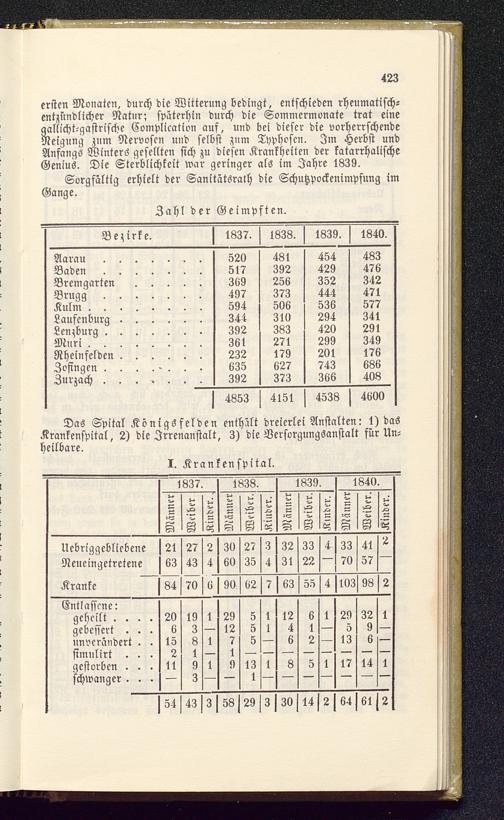 423
ersten Monaten, durch die Witterung bedingt, entschieden rheumatisch-
entzündlicher Natur; späterhin durch die Sommermonate trat eine
gallicht-gastrische Complication auf, und bei dieser die vorherrschende
Neigung zum Nervosen und selbst zum Typhosen. Im Herbst und
Anfangs Winters gesellten sich zu diesen Krankheiten der katarrhalische
Genius. Die Sterblichkeit war geringer als im Jahre 1839.
Sorgfältig erhielt der Sanitätsrath die Schutzpockenimpfung im
Gange.
Zahl der Geimpften.
Bezirke. 1837. 1838. 1839. 1840.
Aarau . . . . . . . 520 481 454 483
Baden . . . . . . . 517 392 429 476
Bremgarten . . . . . 369 256 352 342
Brugg . . . . . . . 497 373 444 471
Kulm . . . . . . . 594 506 536 577
Laufenburg . . . . . 344 310 294 341
Lenzburg . . . . . . 392 383 420 291
Muri . . . . . . . 361 271 299 349
Rheinfelden . . . . . 232 179 201 176
Zofingen . . . . . . 635 627 743 686
Zurzach . . . . . . 392 373 366 408
4853 4151 4538 4600
Das Spital Königsfelden enthält dreierlei Anstalten: 1) das
Krankenspital, 2) die Irrenanstalt, 3) die Versorgungsanstalt für Un-
heilbare.
I. Krankenspital.
1837. 1838. 1839. 1840.
Männer Weiber Kinder. Männer Weiber. Kinder. Männer Weiber. Kinder. Männer Weiber. Kinder.
Uebriggebliebene 21 27 2 30 27 3 32 33 4 33 41 2
Neueingetretene 63 43 4 60 35 4 31 22 — 70 57 —
Kranke 84 70 6 90 62 7 63 55 4 103 98 2
Entlassene:
geheilt . . . . 20 19 1 29 5 1 12 6 1 29 32 1
gebessert . . . 6 3 — 12 5 1 4 1 — 5 9 —
unverändert . . 15 8 1 7 5 — 6 2 — 13 6 —
simulirt . . . 2 1 — 1 — — — — — — — —
gestorben . . . 11 9 1 9 13 1 8 5 1 17 14 1
schwanger . . . — 3 — — 1 — — — — — — —
54 43 3 58 29 3 30 14 2 64 61 2